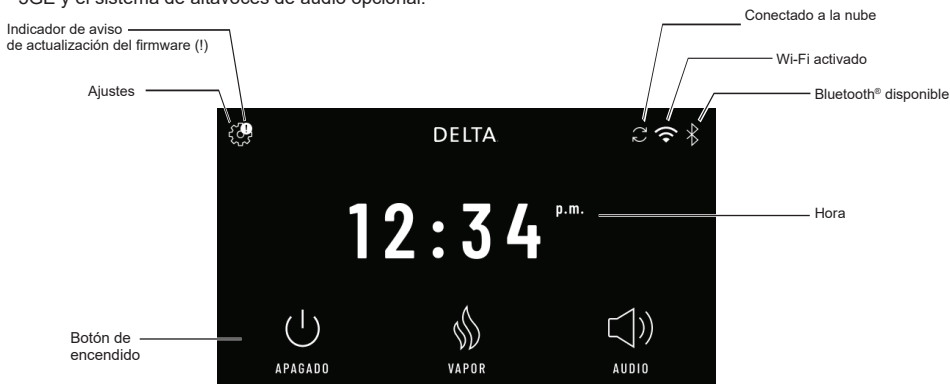 5GE y el sistema de altavoces de audio opcional.
Indicador de aviso
de actualización del firmware (!)
Conectado a la nube
Wi-Fi activado
Ajustes
Bluetooth® disponible
!
DELTA
12:34 p.m.
Hora
Botón de
encendido
APAGADO
VAPOR
AUDIO